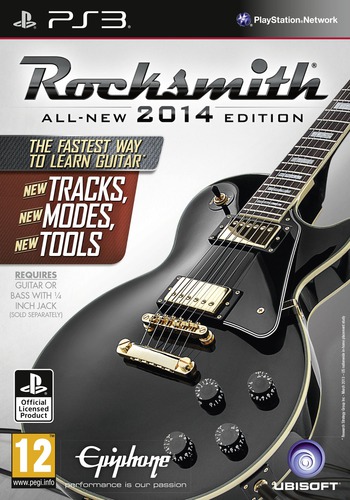 PS3
PlayStation®Network
Rocksmith
ALL-NEW 2014 EDITION
THE FASTEST WAY
TO LEARN GUITAR*
NEW TRACKS,
NEW MODES,
NEW TOOLS
REQUIRES
GUITAR OR
BASS WITH ¼
INCH JACK
(SOLD SEPARATELY)
Official
Licensed
Product
12
www.pegi.info
Epiphone
performance is our passion
UBISOFT